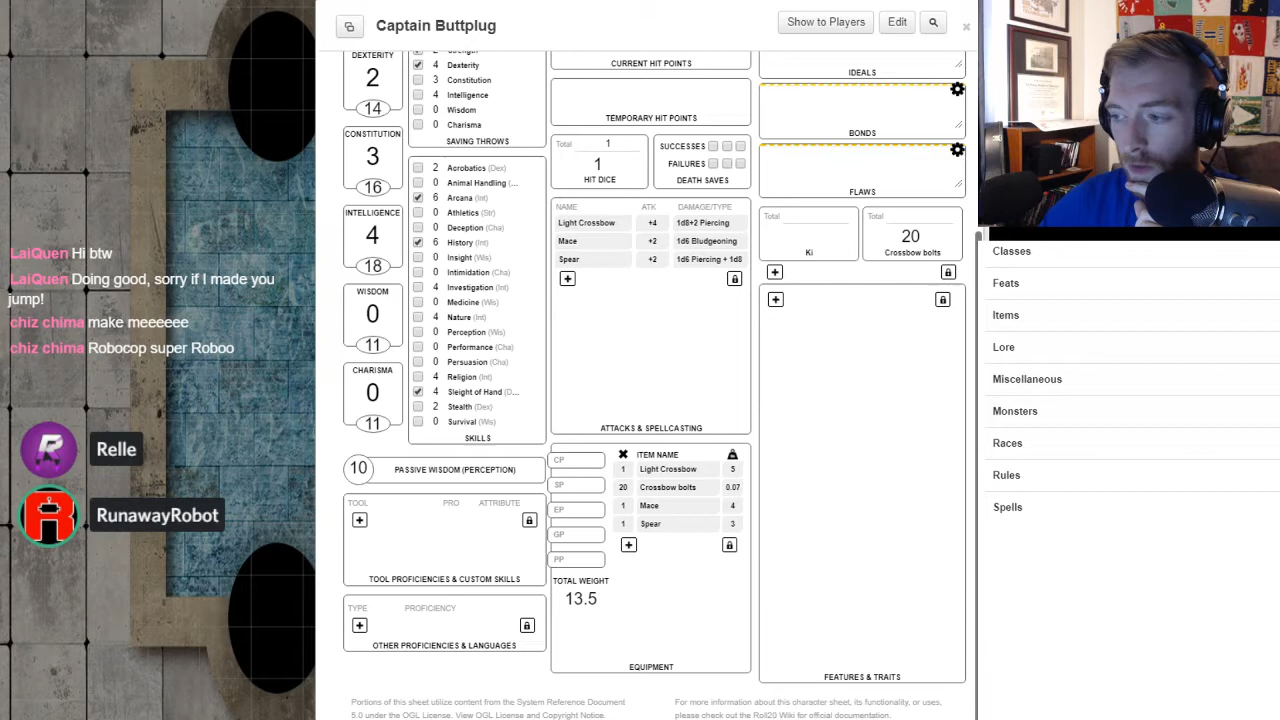 Captain Buttplug
Show to Players
Edit
DEXTERITY
2
14
CONSTITUTION
3
16
INTELLIGENCE
4
18
WISDOM
0
11
CHARISMA
0
11
4 Dexterity
3 Constitution
4 Intelligence
0 Wisdom
0 Charisma
SAVING THROWS
2 Acrobatics (Dex)
0 Animal Handling (...
6 Arcana (Int)
0 Athletics (Str)
0 Deception (Cha)
6 History (Int)
0 Insight (Wis)
0 Intimidation (Cha)
4 Investigation (Int)
0 Medicine (Wis)
4 Nature (Int)
0 Perception (Wis)
0 Performance (Cha)
0 Persuasion (Cha)
4 Religion (Int)
4 Sleight of Hand (D...
2 Stealth (Dex)
0 Survival (Wis)
SKILLS
10 PASSIVE WISDOM (PERCEPTION)
TOOL PRO ATTRIBUTE
TOOL PROFICIENCIES & CUSTOM SKILLS
TYPE PROFICIENCY
OTHER PROFICIENCIES & LANGUAGES
CURRENT HIT POINTS
TEMPORARY HIT POINTS
Total 1
1
HIT DICE
SUCCESSES
FAILURES
DEATH SAVES
NAME ATK DAMAGE/TYPE
Light Crossbow +4 1d8+2 Piercing
Mace +2 1d6 Bludgeoning
Spear +2 1d6 Piercing + 1d8
ATTACKS & SPELLCASTING
CP
SP
EP
GP
PP
ITEM NAME
1 Light Crossbow 5
20 Crossbow bolts 0.07
1 Mace 4
1 Spear 3
TOTAL WEIGHT
13.5
EQUIPMENT
IDEALS
BONDS
FLAWS
Total
Ki
Total
20
Crossbow bolts
FEATURES & TRAITS
Portions of this sheet utilize content from the System Reference Document
5.0 under the OGL License. View OGL License and Copyright Notice.
For more information about this character sheet, its functionality, or uses,
please check out the Roll20 Wiki for official documentation.
Classes
Feats
Items
Lore
Miscellaneous
Monsters
Races
Rules
Spells
LaiQuen Hi btw
LaiQuen Doing good, sorry if I made you
jump!
chiz chima make meeeeee
chiz chima Robocop super Roboo
Relle
RunawayRobot